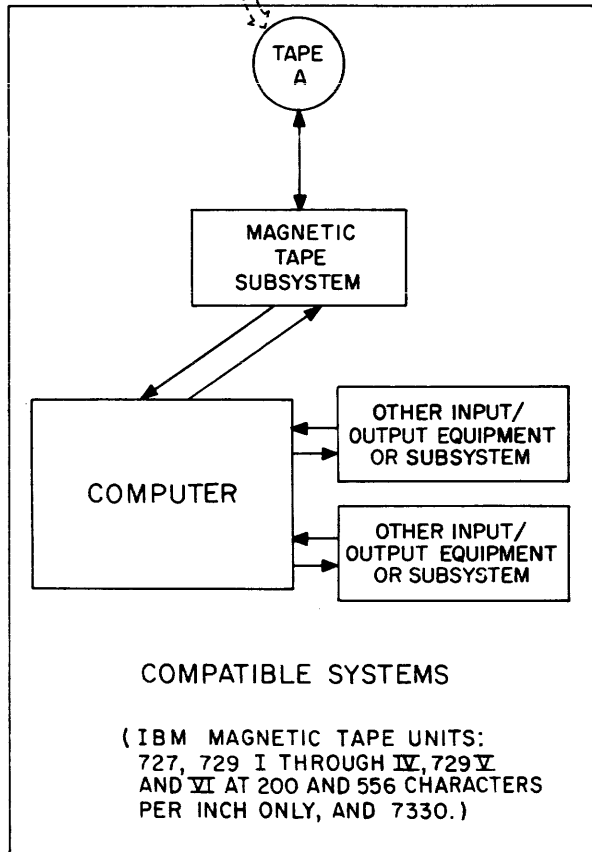 TAPE
A
MAGNETIC
TAPE
SUBSYSTEM
COMPUTER
OTHER INPUT/
OUTPUT EQUIPMENT
OR SUBSYSTEM
OTHER INPUT/
OUTPUT EQUIPMENT
OR SUBSYSTEM
COMPATIBLE SYSTEMS
(IBM MAGNETIC TAPE UNITS:
727, 729 I THROUGH IV, 729 V
AND VI AT 200 AND 556 CHARACTERS
PER INCH ONLY, AND 7330.)